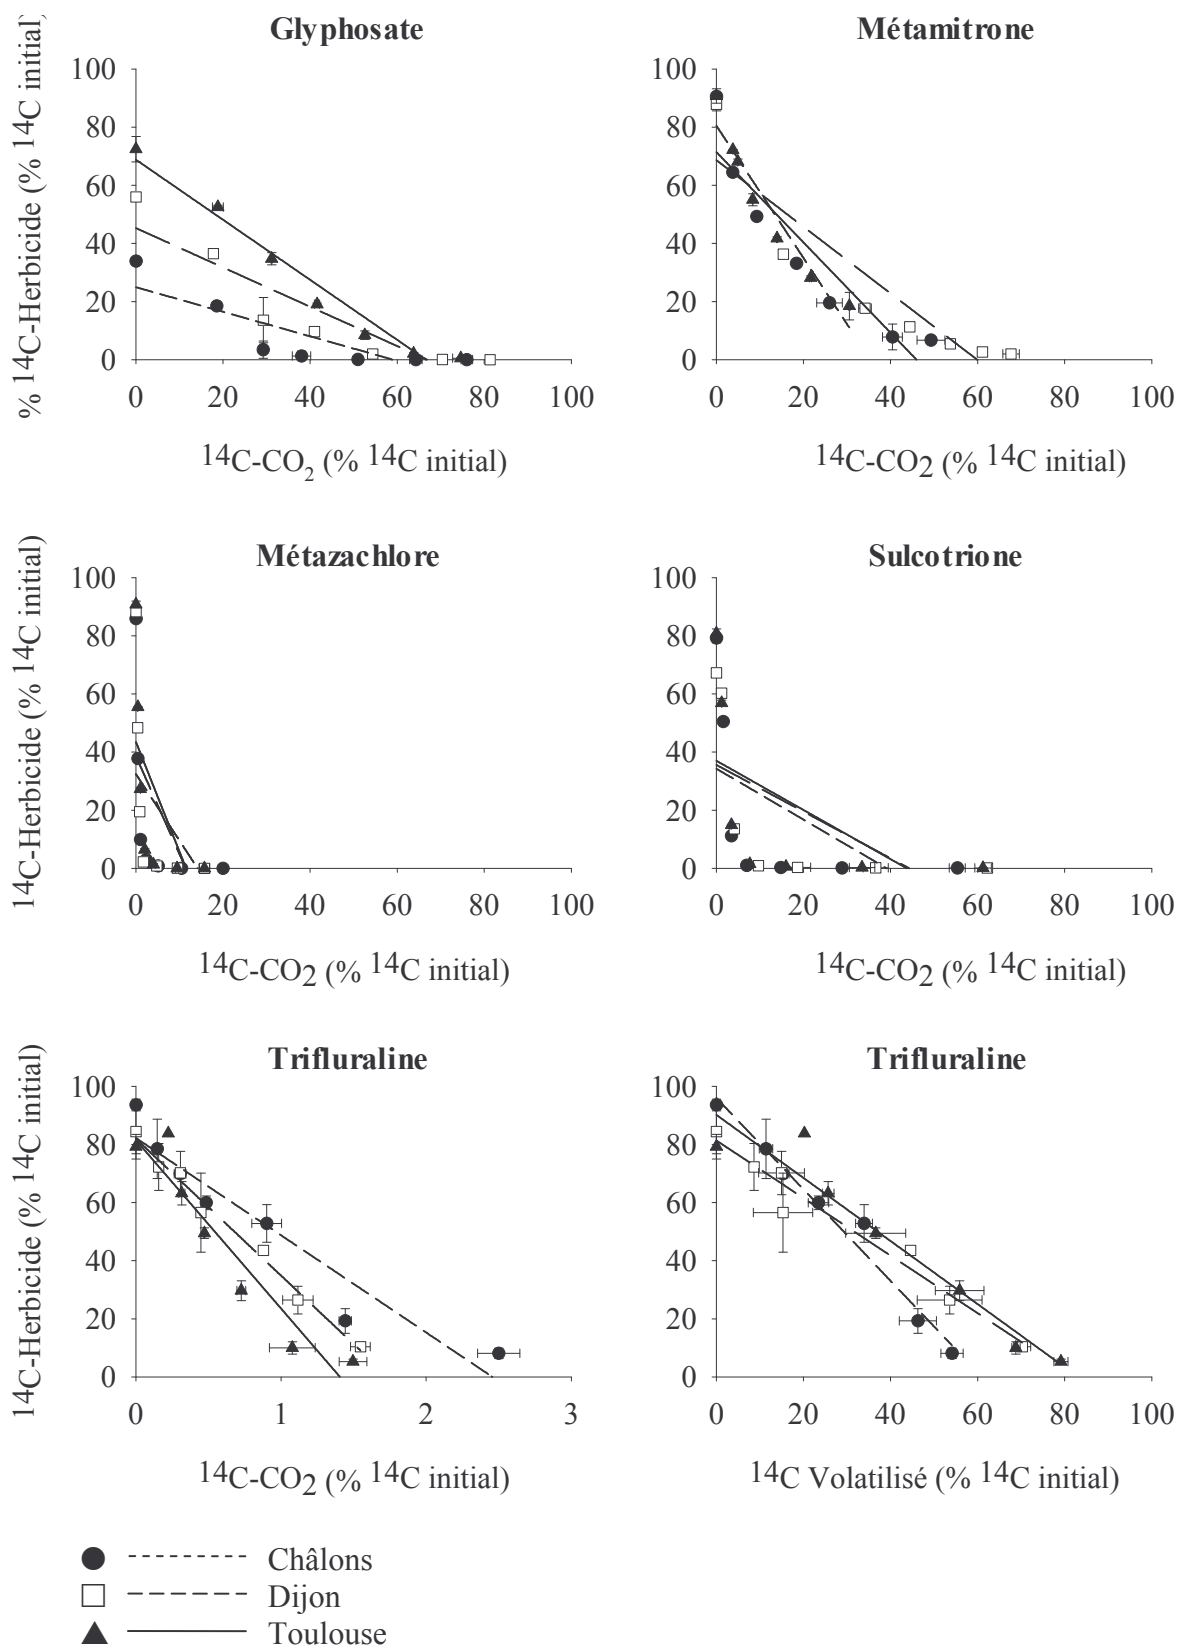 Glyphosate
% ¹⁴C-Herbicide (% ¹⁴C initial)
100
80
60
40
20
0
0 20 40 60 80 100
¹⁴C-CO₂ (% ¹⁴C initial)
Métamitrone
100
80
60
40
20
0
0 20 40 60 80 100
¹⁴C-CO2 (% ¹⁴C initial)
Métazachlore
¹⁴C-Herbicide (% ¹⁴C initial)
100
80
60
40
20
0
0 20 40 60 80 100
¹⁴C-CO2 (% ¹⁴C initial)
Sulcotrione
100
80
60
40
20
0
0 20 40 60 80 100
¹⁴C-CO2 (% ¹⁴C initial)
Trifluraline
¹⁴C-Herbicide (% ¹⁴C initial)
100
80
60
40
20
0
0 1 2 3
¹⁴C-CO2 (% ¹⁴C initial)
Trifluraline
100
80
60
40
20
0
0 20 40 60 80 100
¹⁴C Volatilisé (% ¹⁴C initial)
Châlons
Dijon
Toulouse